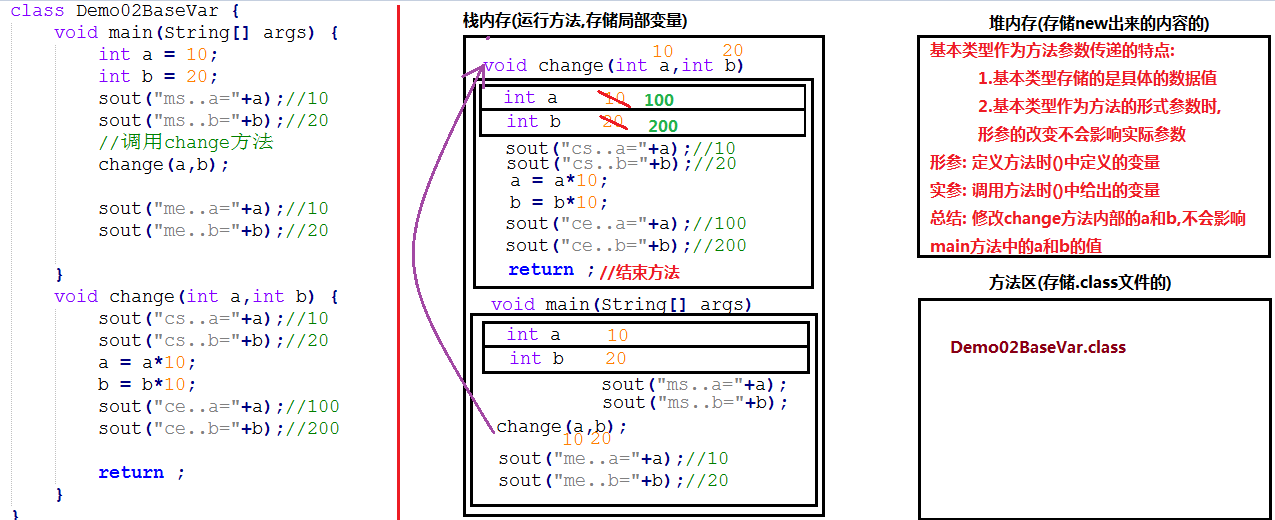 class Demo02BaseVar {
void main(String[] args) {
int a = 10;
int b = 20;
sout("ms..a="+a);//10
sout("ms..b="+b);//20
//调用change方法
change(a,b);
sout("me..a="+a);//10
sout("me..b="+b);//20
}
void change(int a,int b) {
sout("cs..a="+a);//10
sout("cs..b="+b);//20
a = a*10;
b = b*10;
sout("ce..a="+a);//100
sout("ce..b="+b);//200
return ;
}
}
栈内存(运行方法,存储局部变量)
10 20
void change(int a,int b)
int a 10 100
int b 20 200
sout("cs..a="+a);//10
sout("cs..b="+b);//20
a = a*10;
b = b*10;
sout("ce..a="+a);//100
sout("ce..b="+b);//200
return ; //结束方法
void main(String[] args)
int a 10
int b 20
sout("ms..a="+a);
sout("ms..b="+b);
change(a,b);
10 20
sout("me..a="+a);//10
sout("me..b="+b);//20
堆内存(存储new出来的内容的)
基本类型作为方法参数传递的特点:
1.基本类型存储的是具体的数据值
2.基本类型作为方法的形式参数时,
形参的改变不会影响实际参数
形参: 定义方法时()中定义的变量
实参: 调用方法时()中给出的变量
总结: 修改change方法内部的a和b,不会影响
main方法中的a和b的值
方法区(存储.class文件的)
Demo02BaseVar.class